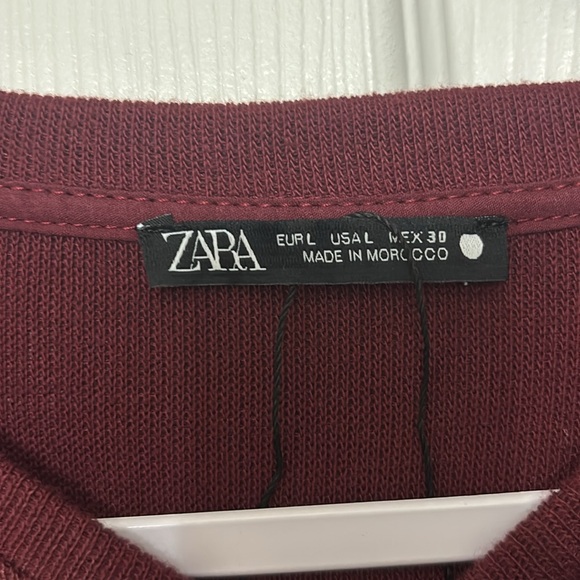 ZARA
EUR L USA L MEX 30
MADE IN MOROCCO